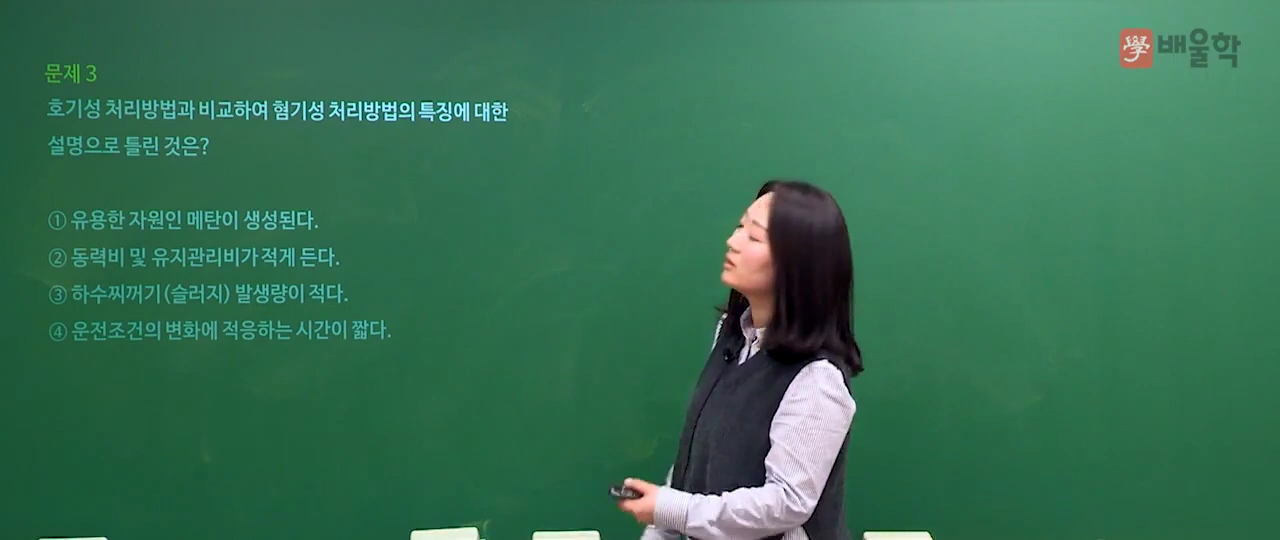 學 배울학
문제 3
호기성 처리방법과 비교하여 혐기성 처리방법의 특징에 대한
설명으로 틀린 것은?
① 유용한 자원인 메탄이 생성된다.
② 동력비 및 유지관리비가 적게 든다.
③ 하수찌꺼기(슬러지) 발생량이 적다.
④ 운전조건의 변화에 적응하는 시간이 짧다.